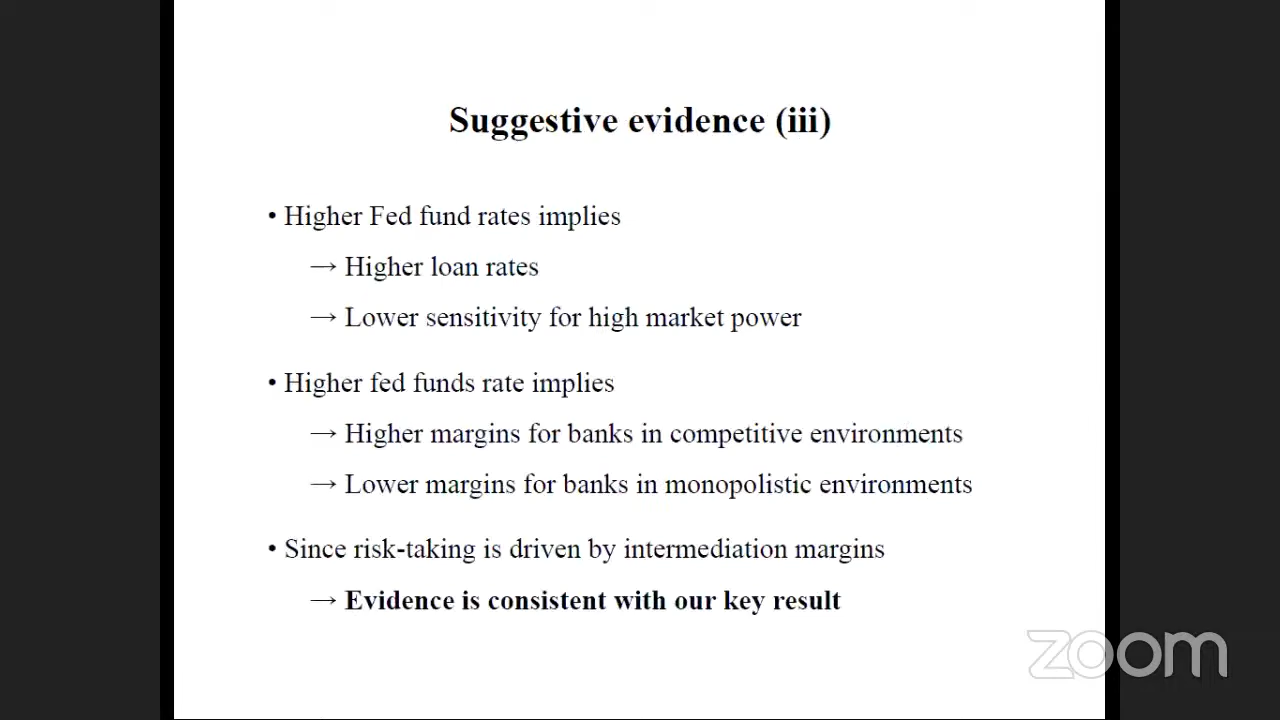 Suggestive evidence (iii)
• Higher Fed fund rates implies
→ Higher loan rates
→ Lower sensitivity for high market power
• Higher fed funds rate implies
→ Higher margins for banks in competitive environments
→ Lower margins for banks in monopolistic environments
• Since risk-taking is driven by intermediation margins
→ Evidence is consistent with our key result
zoom